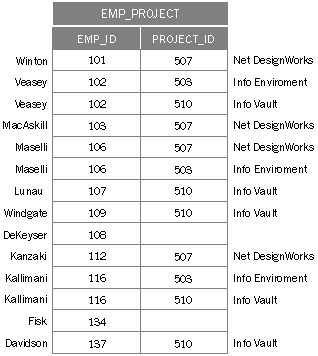 EMP_PROJECT
EMP_ID PROJECT_ID
Winton 101 507 Net DesignWorks
Veasey 102 503 Info Enviroment
Veasey 102 510 Info Vault
MacAskill 103 507 Net DesignWorks
Maselli 106 507 Net DesignWorks
Maselli 106 503 Info Enviroment
Lunau 107 510 Info Vault
Windgate 109 510 Info Vault
DeKeyser 108
Kanzaki 112 507 Net DesignWorks
Kallimani 116 503 Info Enviroment
Kallimani 116 510 Info Vault
Fisk 134
Davidson 137 510 Info Vault